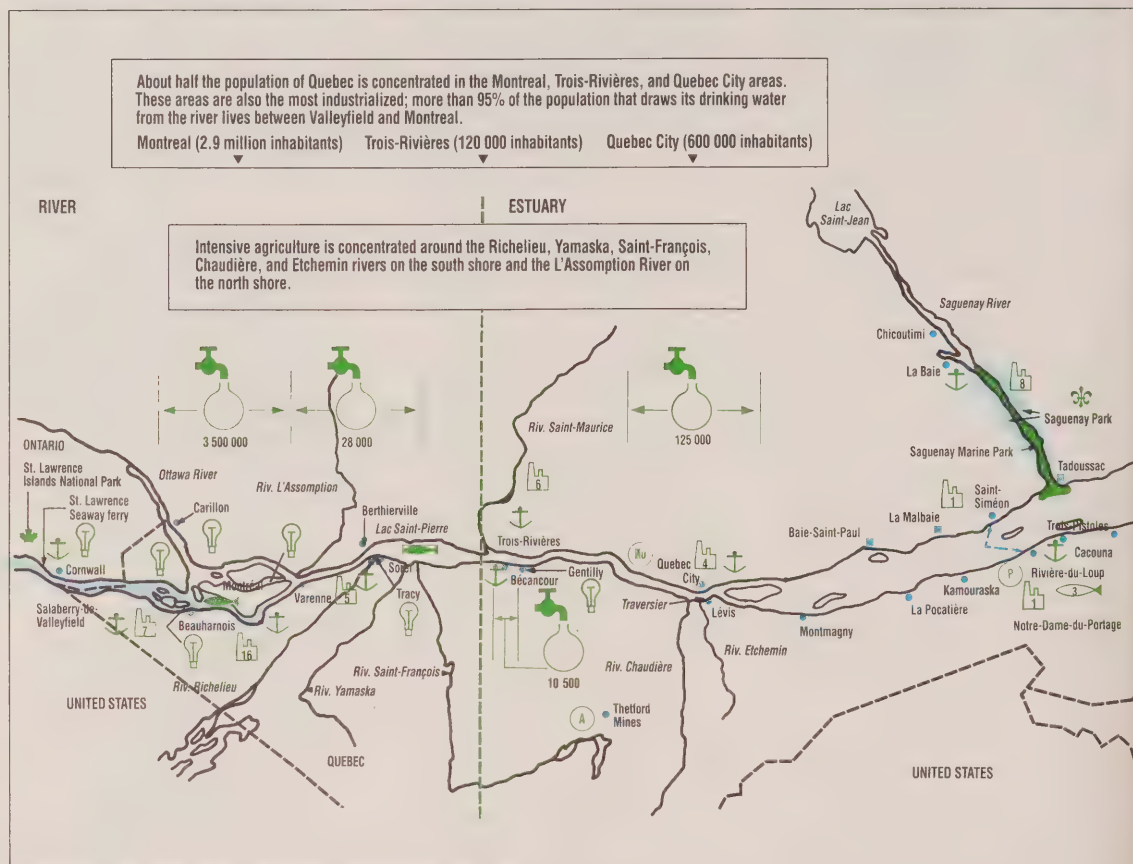 About half the population of Quebec is concentrated in the Montreal, Trois-Rivières, and Quebec City areas.
These areas are also the most industrialized; more than 95% of the population that draws its drinking water
from the river lives between Valleyfield and Montreal.
Montreal (2.9 million inhabitants) Trois-Rivières (120 000 inhabitants) Quebec City (600 000 inhabitants)
RIVER
ESTUARY
Intensive agriculture is concentrated around the Richelieu, Yamaska, Saint-François,
Chaudière, and Etchemin rivers on the south shore and the L'Assomption River on
the north shore.
Lac
Saint-Jean
Saguenay River
Chicoutimi
La Baie
8
Saguenay Park
Saguenay Marine Park
Tadoussac
3 500 000
28 000
125 000
Riv. Saint-Maurice
6
ONTARIO
St. Lawrence
Islands National Park
St. Lawrence
Seaway ferry
Ottawa River
Carillon
Riv. L'Assomption
Berthierville
Lac Saint-Pierre
Trois-Rivières
Cornwall
Montréal
Varenne
5
Sorel
Tracy
Bécancour
Gentilly
10 500
Salaberry-de-
Valleyfield
7
Beauharnois
16
Nu
Quebec
City
4
Traversier
Lévis
Baie-Saint-Paul
La Malbaie
1
Saint-
Siméon
Trois-Pistoles
Cacouna
P
Rivière-du-Loup
1
3
Notre-Dame-du-Portage
Kamouraska
La Pocatière
Montmagny
Riv. Richelieu
Riv. Yamaska
Riv. Saint-François
Riv. Chaudière
Riv. Etchemin
A
Thetford
Mines
UNITED STATES
QUEBEC
UNITED STATES